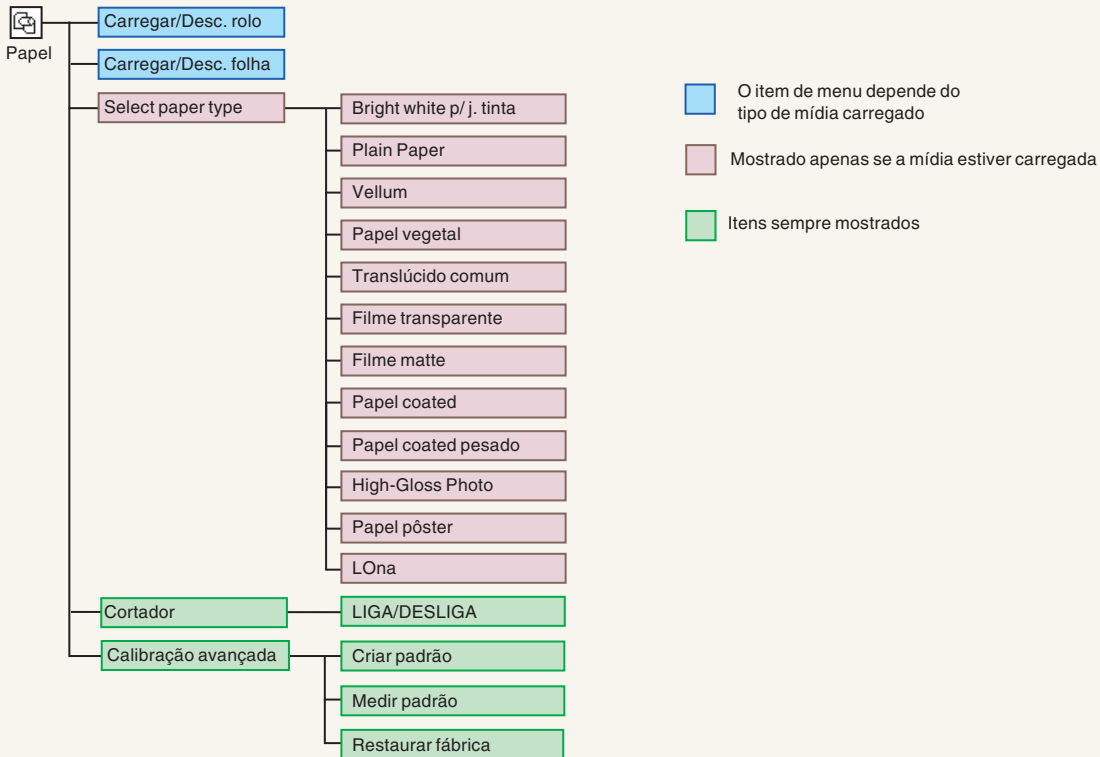 Papel
Carregar/Desc. rolo
Carregar/Desc. folha
Select paper type
Bright white p/ j. tinta
Plain Paper
Vellum
Papel vegetal
Translúcido comum
Filme transparente
Filme matte
Papel coated
Papel coated pesado
High-Gloss Photo
Papel pôster
LOna
Cortador
LIGA/DESLIGA
Calibração avançada
Criar padrão
Medir padrão
Restaurar fábrica
O item de menu depende do
tipo de mídia carregado
Mostrado apenas se a mídia estiver carregada
Itens sempre mostrados